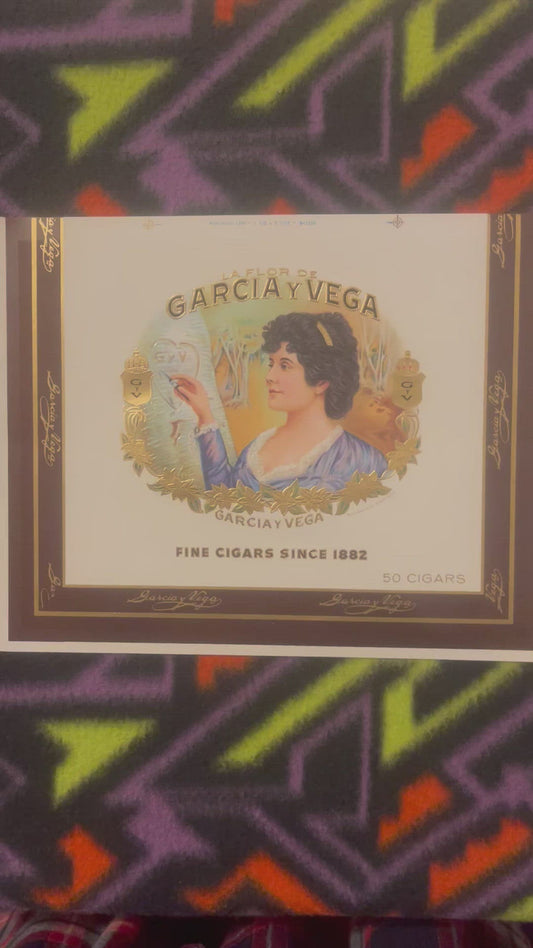 LA FLOR DE
GARCIA Y VEGA
G.Y.V.
G
Y
V
G
Y
V
GARCIA Y VEGA
FINE CIGARS SINCE 1882
50 CIGARS
Garcia y Vega
Garcia y Vega
Garcia y Vega
Garcia y Vega
Garcia y Vega
Garcia y Vega